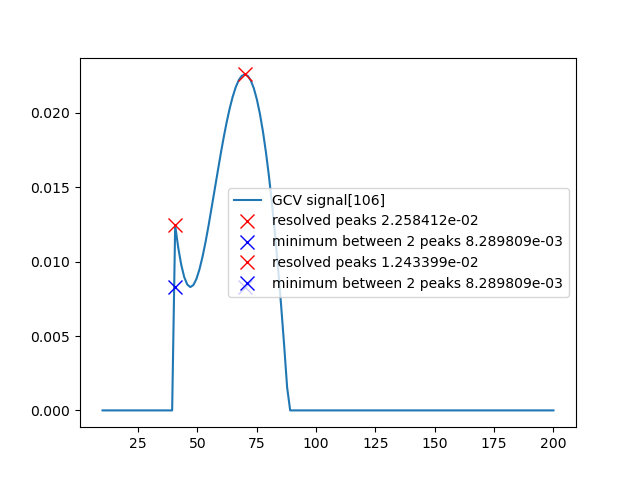 0.020
0.015
0.010
0.005
0.000
GCV signal[106]
resolved peaks 2.258412e-02
minimum between 2 peaks 8.289809e-03
resolved peaks 1.243399e-02
minimum between 2 peaks 8.289809e-03
25 50 75 100 125 150 175 200